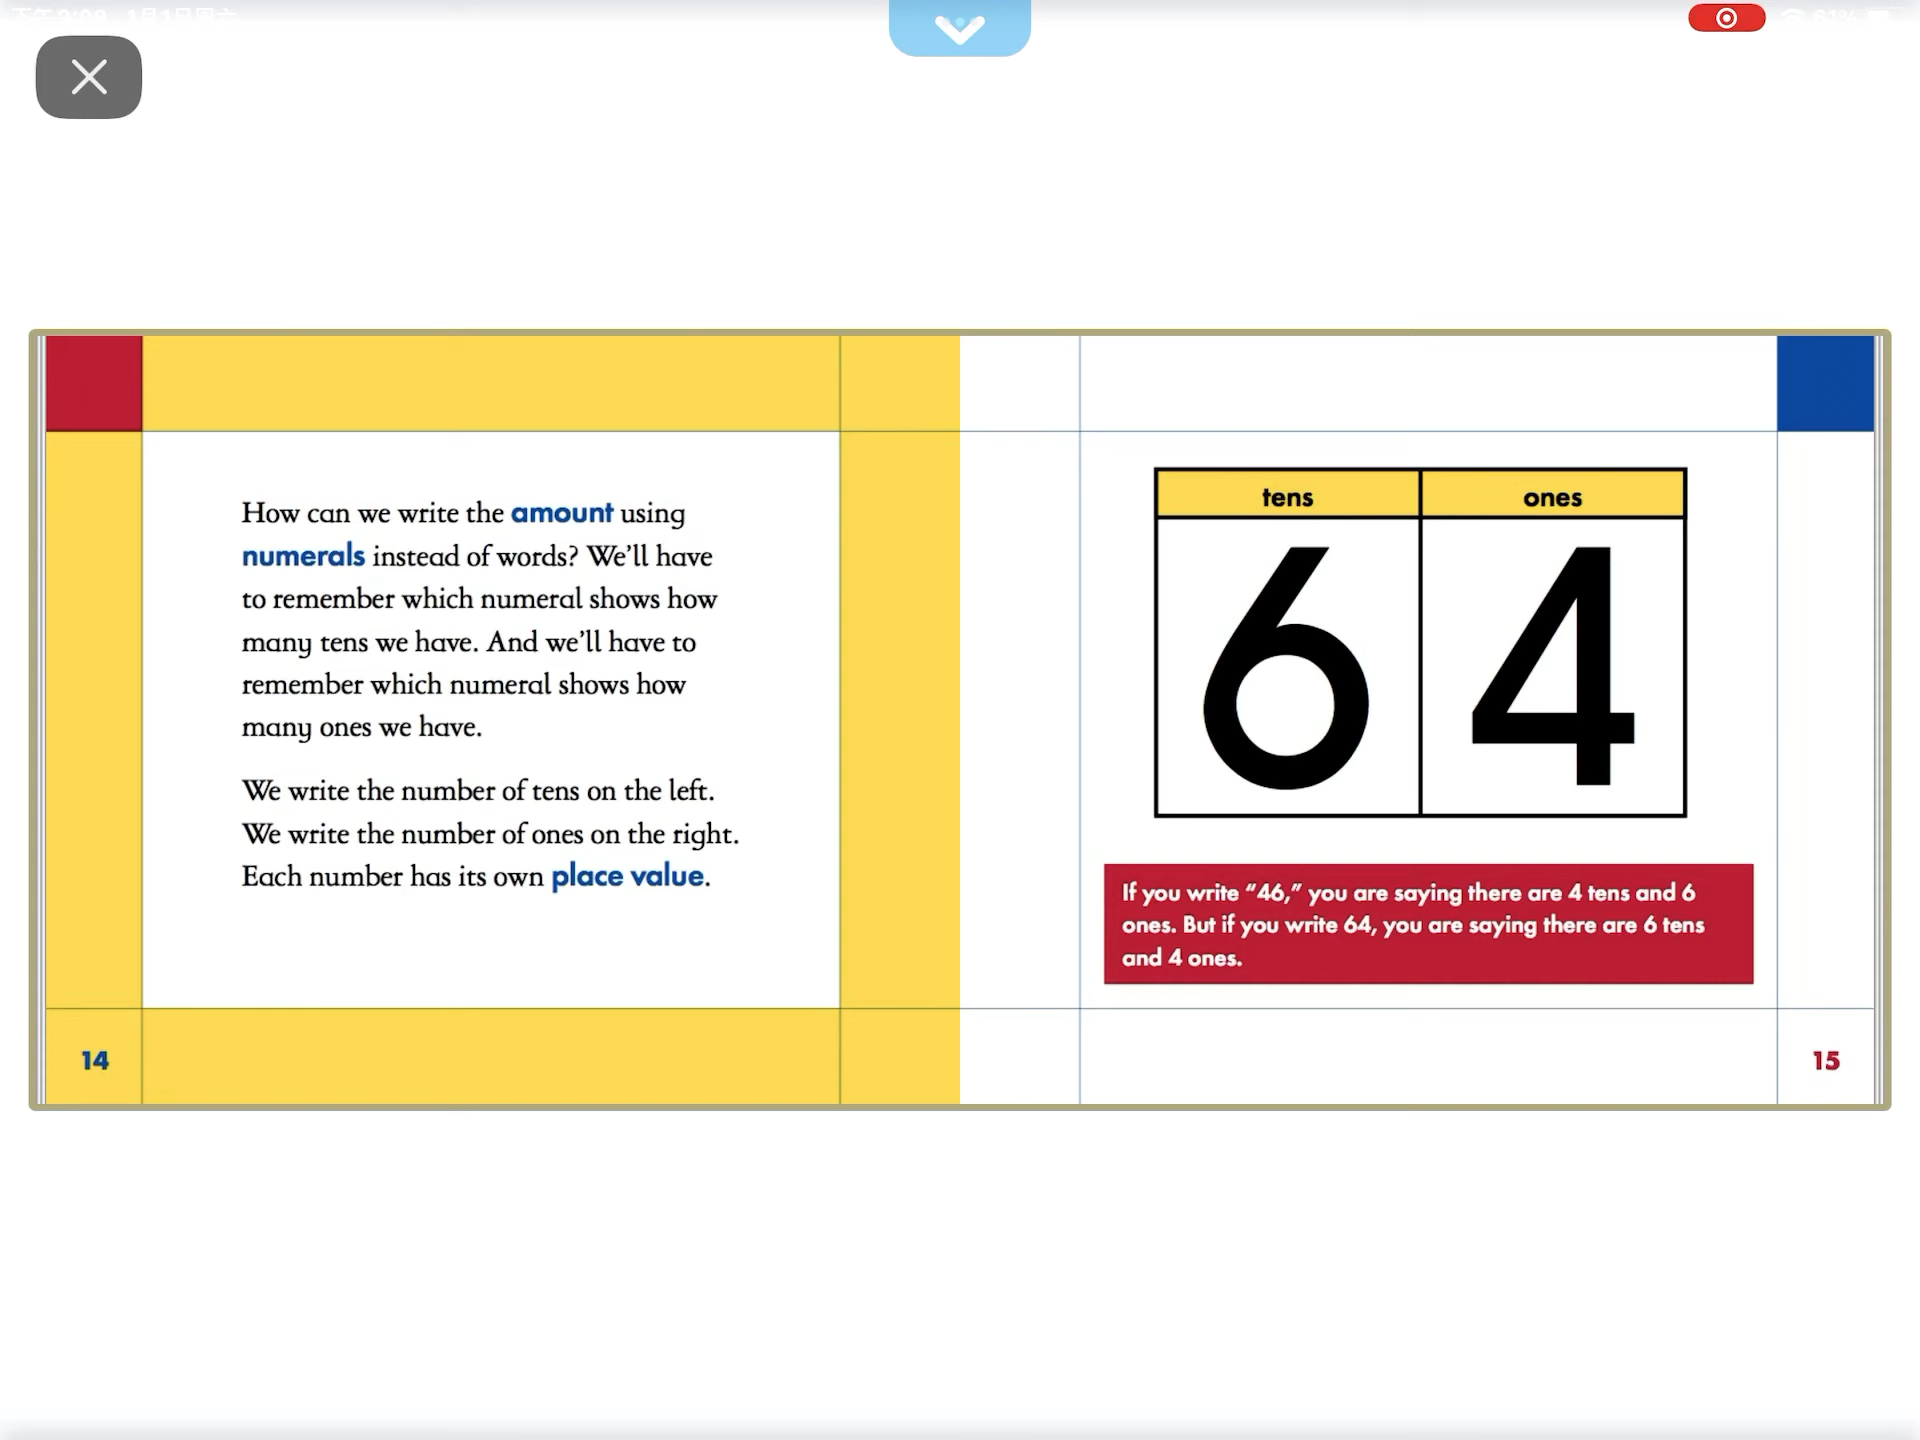 How can we write the amount using
numerals instead of words? We'll have
to remember which numeral shows how
many tens we have. And we'll have to
remember which numeral shows how
many ones we have.
We write the number of tens on the left.
We write the number of ones on the right.
Each number has its own place value.
14
tens ones
6 4
If you write “46,” you are saying there are 4 tens and 6
ones. But if you write 64, you are saying there are 6 tens
and 4 ones.
15